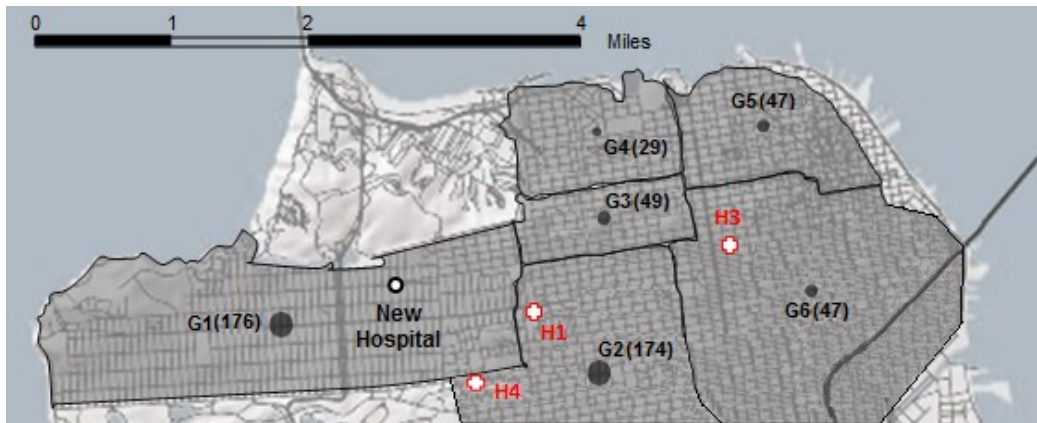 0 1 2 4
Miles
G5(47)
G4(29)
G3(49)
H3
G1(176)
New
Hospital
H1
G6(47)
G2(174)
H4